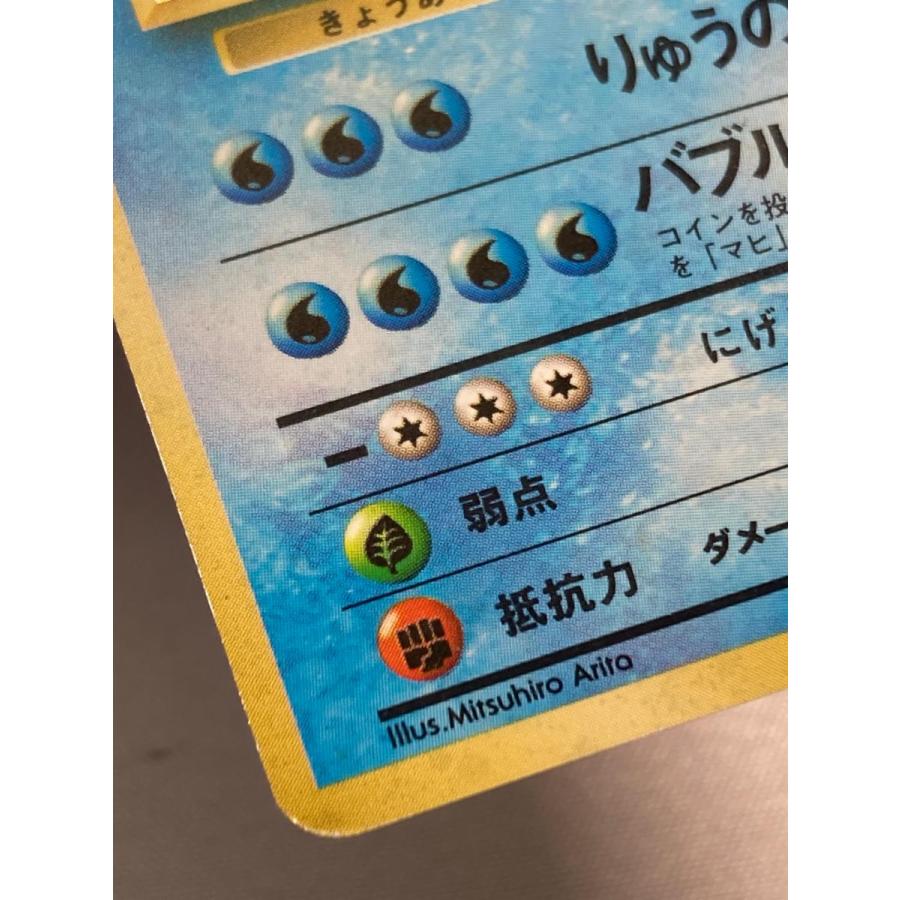 きょうぼ
りゅうの
バブル
コインを投
を「マヒ」
にげ
弱点
抵抗力 ダメー
Illus.Mitsuhiro Arita